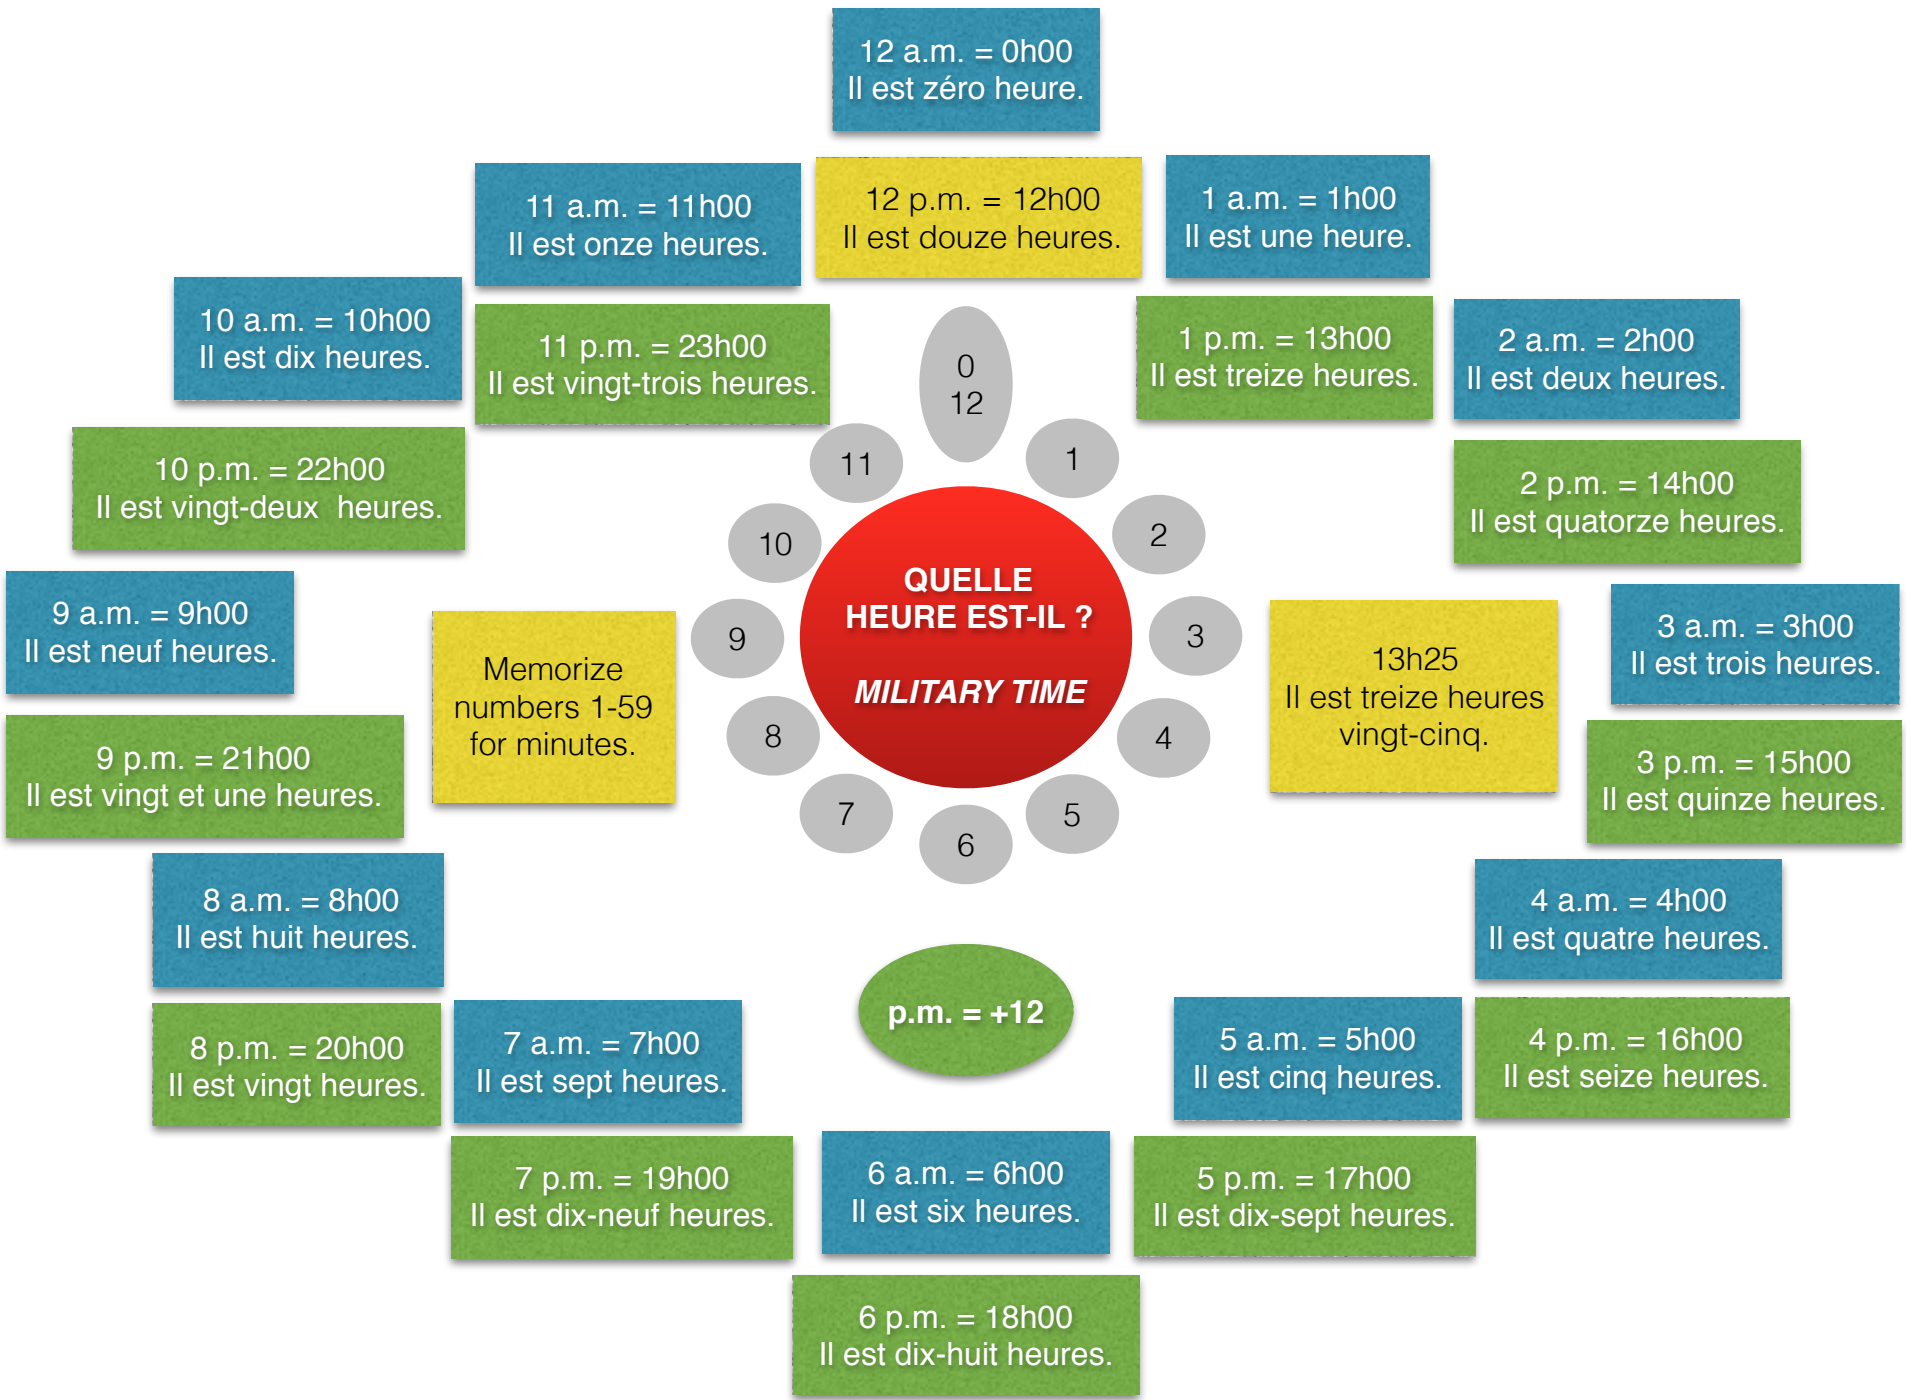 12 a.m. = 0h00
Il est zéro heure.
11 a.m. = 11h00
Il est onze heures.
12 p.m. = 12h00
Il est douze heures.
1 a.m. = 1h00
Il est une heure.
10 a.m. = 10h00
Il est dix heures.
11 p.m. = 23h00
Il est vingt-trois heures.
0
12
1 p.m. = 13h00
Il est treize heures.
2 a.m. = 2h00
Il est deux heures.
10 p.m. = 22h00
Il est vingt-deux  heures.
11
1
2 p.m. = 14h00
Il est quatorze heures.
10
2
9 a.m. = 9h00
Il est neuf heures.
Memorize
numbers 1-59
for minutes.
9
QUELLE
HEURE EST-IL ?
MILITARY TIME
3
13h25
Il est treize heures
vingt-cinq.
3 a.m. = 3h00
Il est trois heures.
9 p.m. = 21h00
Il est vingt et une heures.
8
4
3 p.m. = 15h00
Il est quinze heures.
7
6
5
8 a.m. = 8h00
Il est huit heures.
4 a.m. = 4h00
Il est quatre heures.
p.m. = +12
8 p.m. = 20h00
Il est vingt heures.
7 a.m. = 7h00
Il est sept heures.
5 a.m. = 5h00
Il est cinq heures.
4 p.m. = 16h00
Il est seize heures.
7 p.m. = 19h00
Il est dix-neuf heures.
6 a.m. = 6h00
Il est six heures.
5 p.m. = 17h00
Il est dix-sept heures.
6 p.m. = 18h00
Il est dix-huit heures.